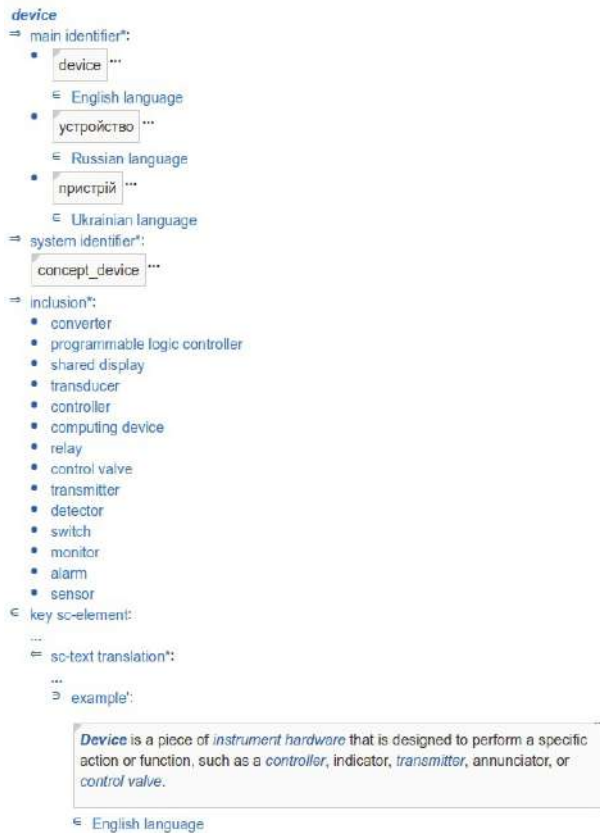 device
⇒ main identifier*:
• device ...
∈ English language
• устройство ...
∈ Russian language
• пристрій ...
∈ Ukrainian language
⇒ system identifier*:
concept_device ...
⇒ inclusion*:
• converter
• programmable logic controller
• shared display
• transducer
• controller
• computing device
• relay
• control valve
• transmitter
• detector
• switch
• monitor
• alarm
• sensor
∈ key sc-element:
...
⇐ sc-text translation*:
...
∋ example':
Device is a piece of instrument hardware that is designed to perform a specific
action or function, such as a controller, indicator, transmitter, annunciator, or
control valve.
∈ English language